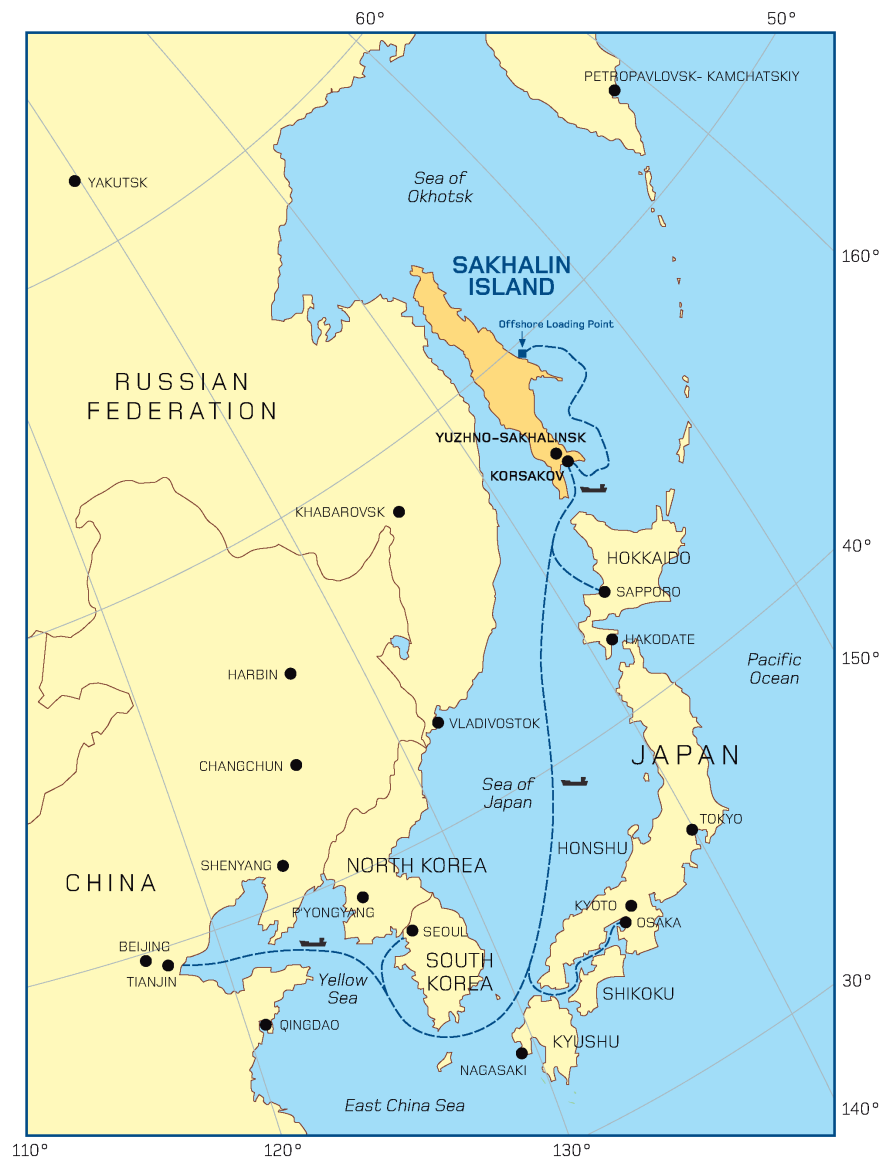 60°
50°
PETROPAVLOVSK- KAMCHATSKIY
YAKUTSK
Sea of
Okhotsk
160°
SAKHALIN
ISLAND
Offshore Loading Point
RUSSIAN
FEDERATION
YUZHNO-SAKHALINSK
KORSAKOV
KHABAROVSK
40°
HOKKAIDO
SAPPORO
HAKODATE
150°
Pacific
Ocean
HARBIN
VLADIVOSTOK
JAPAN
CHANGCHUN
Sea of
Japan
TOKYO
HONSHU
SHENYANG
NORTH KOREA
CHINA
KYOTO
P'YONGYANG
OSAKA
SEOUL
BEIJING
TIANJIN
SOUTH
KOREA
Yellow
Sea
30°
SHIKOKU
QINGDAO
KYUSHU
NAGASAKI
East China Sea
140°
110°
120°
130°